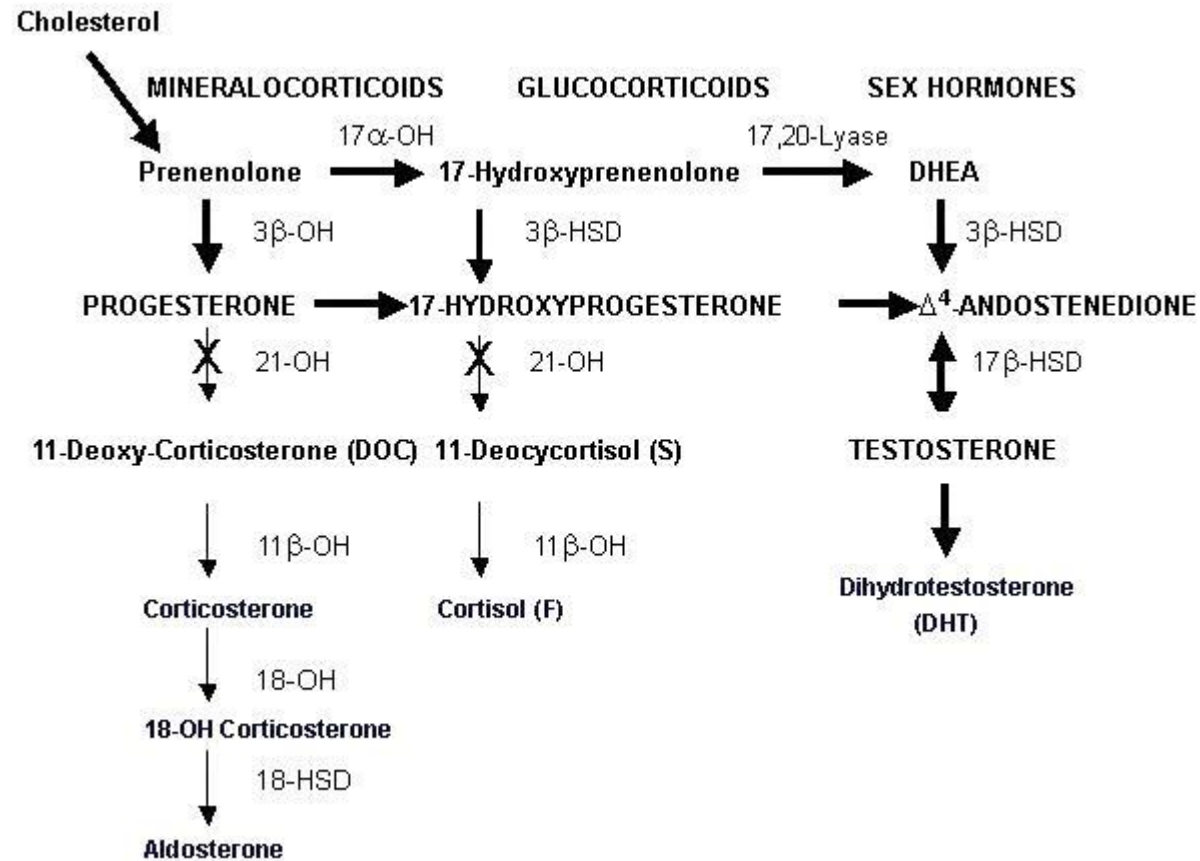 Cholesterol
MINERALOCORTICOIDS GLUCOCORTICOIDS SEX HORMONES
17α-OH 17,20-Lyase
Prenenolone 17-Hydroxyprenenolone DHEA
3β-OH 3β-HSD 3β-HSD
PROGESTERONE 17-HYDROXYPROGESTERONE Δ⁴-ANDOSTENEDIONE
21-OH 21-OH 17β-HSD
11-Deoxy-Corticosterone (DOC) 11-Deocycortisol (S) TESTOSTERONE
11β-OH 11β-OH
Corticosterone Cortisol (F) Dihydrotestosterone
(DHT)
18-OH
18-OH Corticosterone
18-HSD
Aldosterone